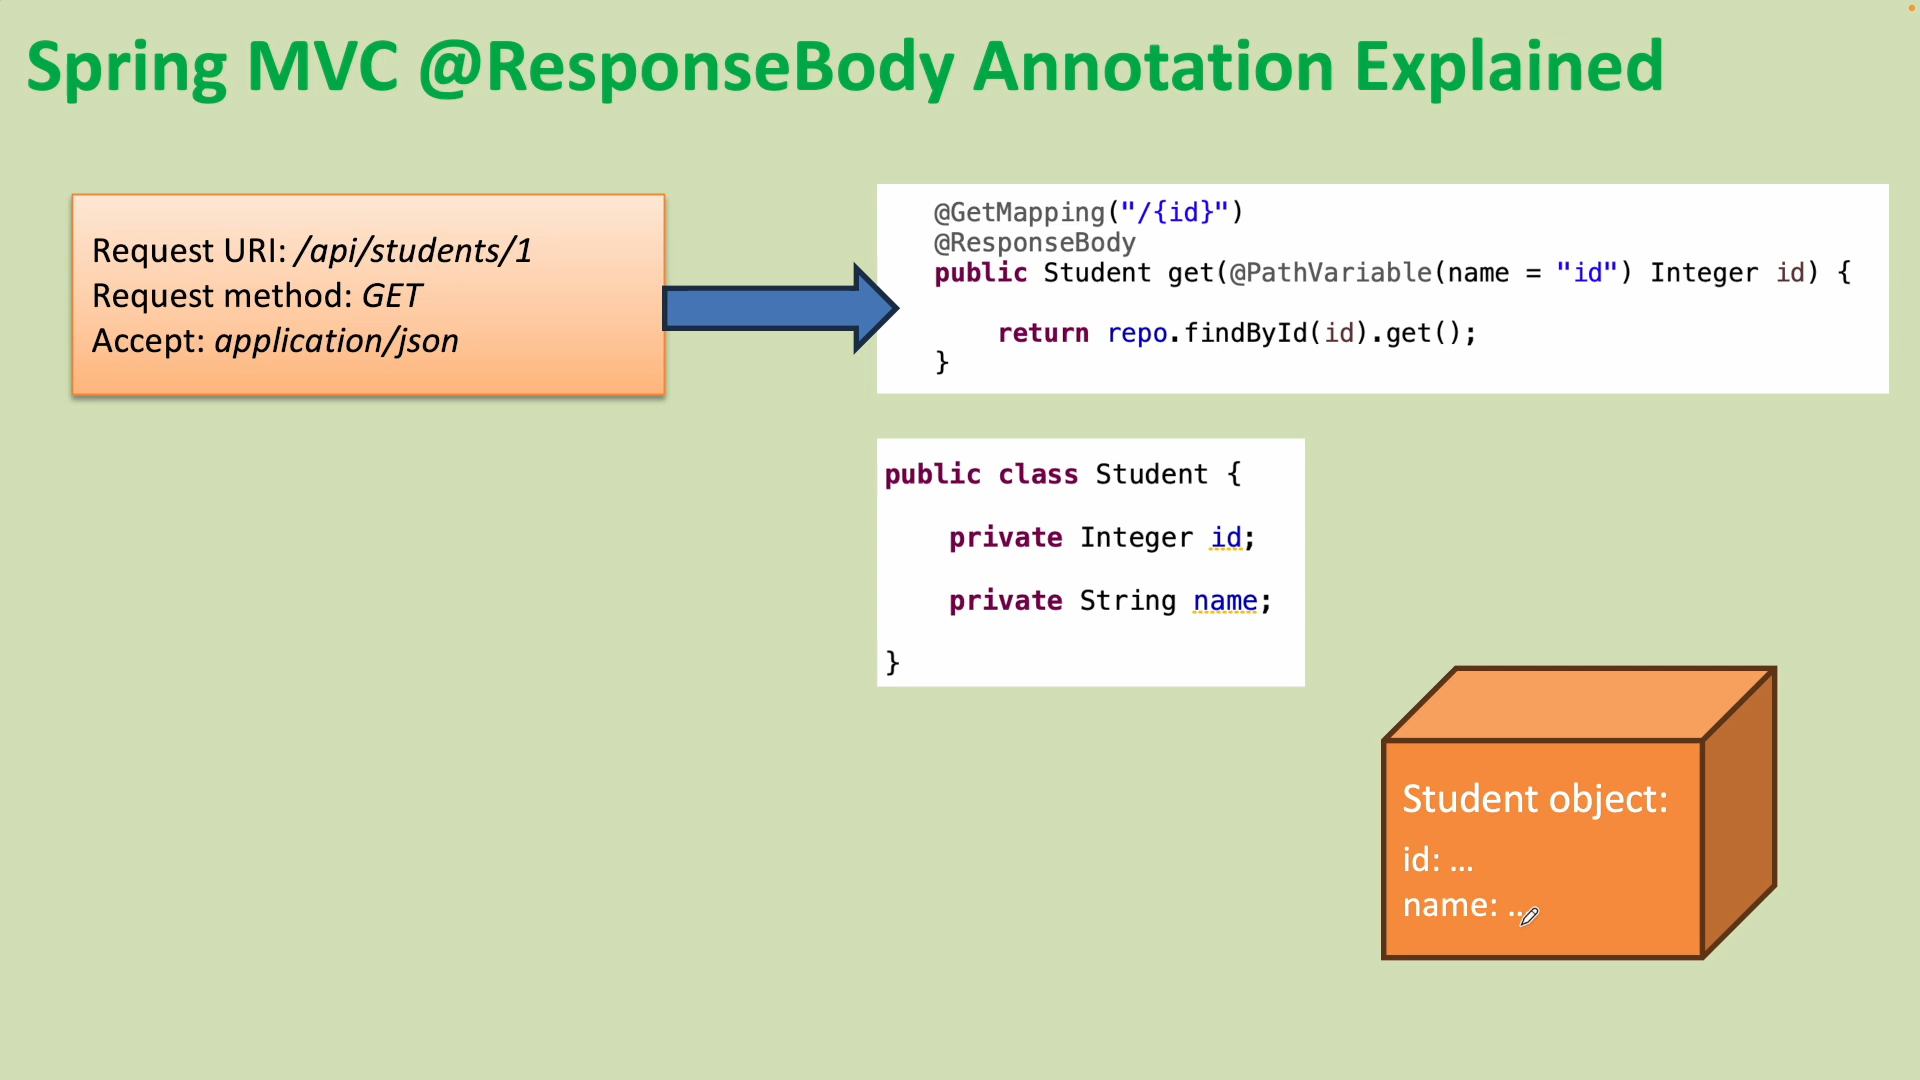 Spring MVC @ResponseBody Annotation Explained
Request URI: /api/students/1
Request method: GET
Accept: application/json
@GetMapping("/{id}")
@ResponseBody
public Student get(@PathVariable(name = "id") Integer id) {
return repo.findById(id).get();
}
public class Student {
private Integer id;
private String name;
}
Student object:
id: ...
name: ..